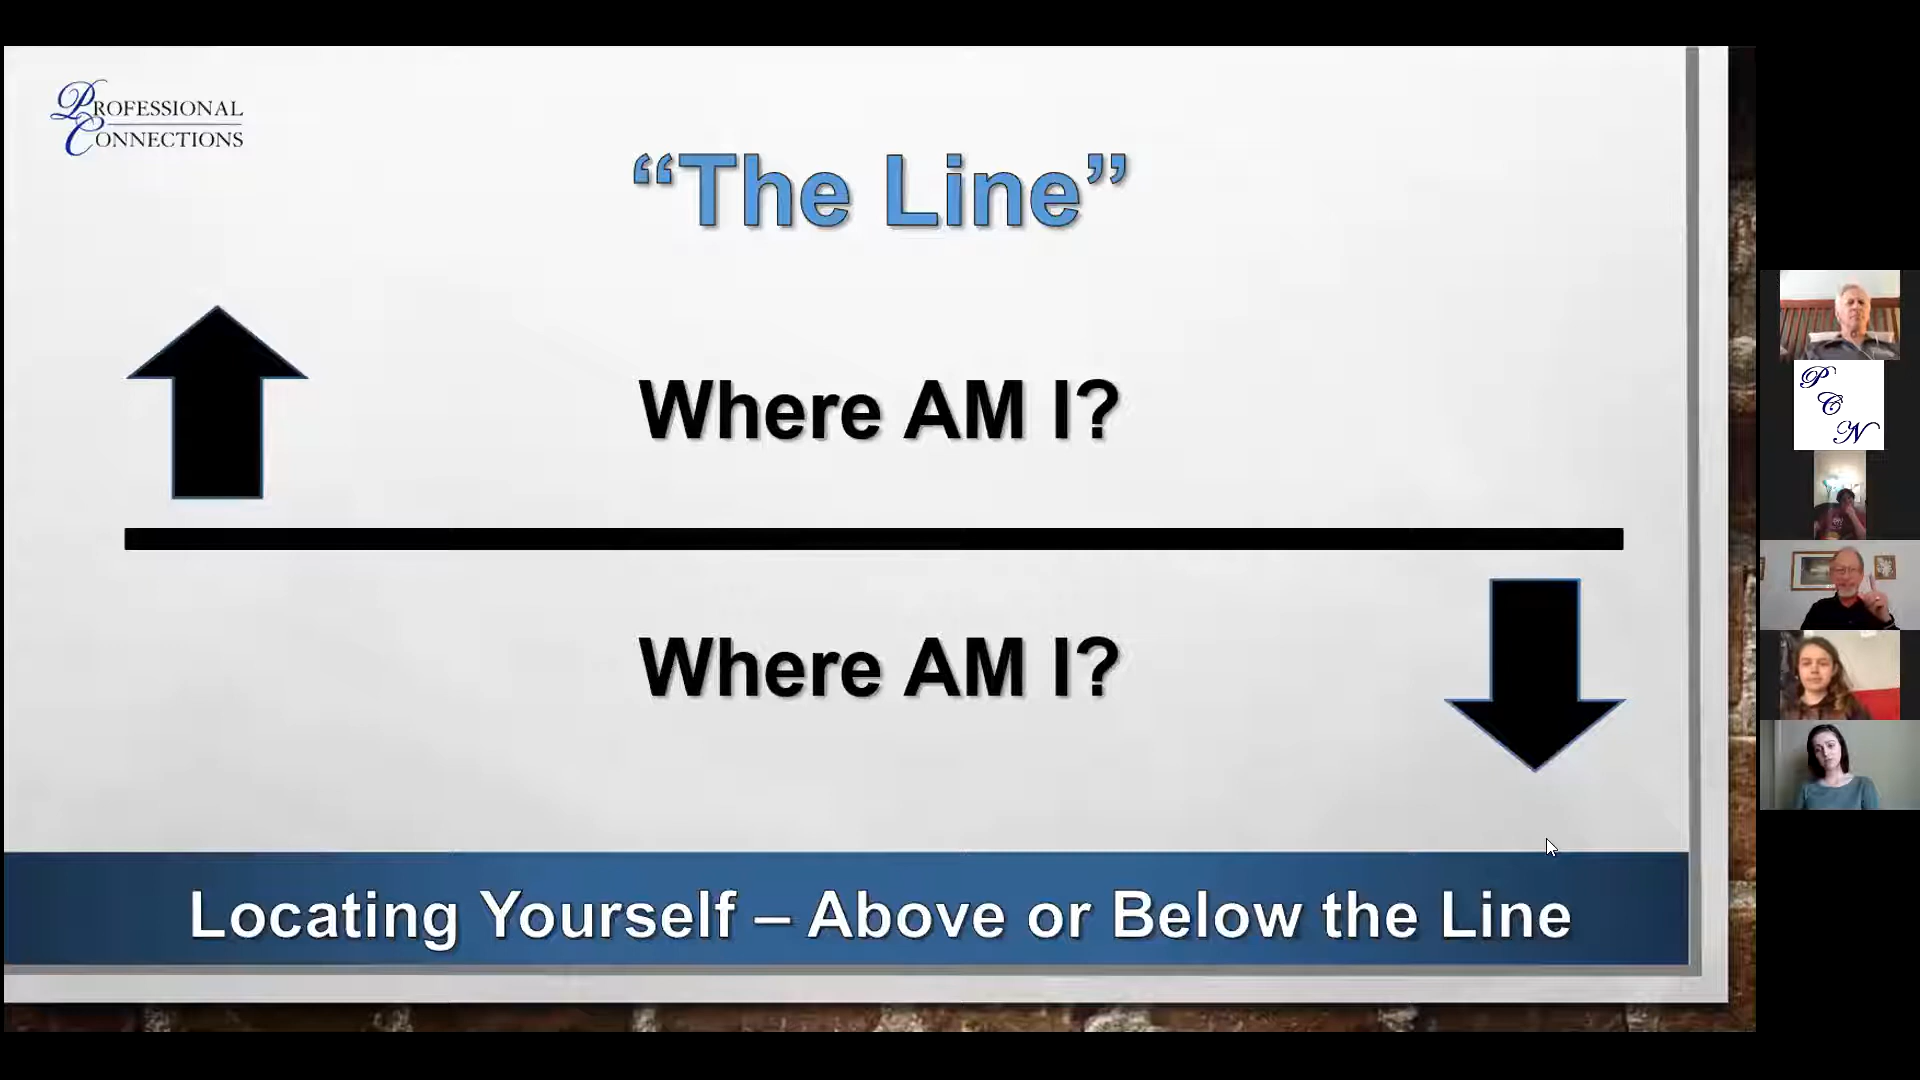 PROFESSIONAL
CONNECTIONS
“The Line”
Where AM I?
Where AM I?
Locating Yourself – Above or Below the Line
P
C
N